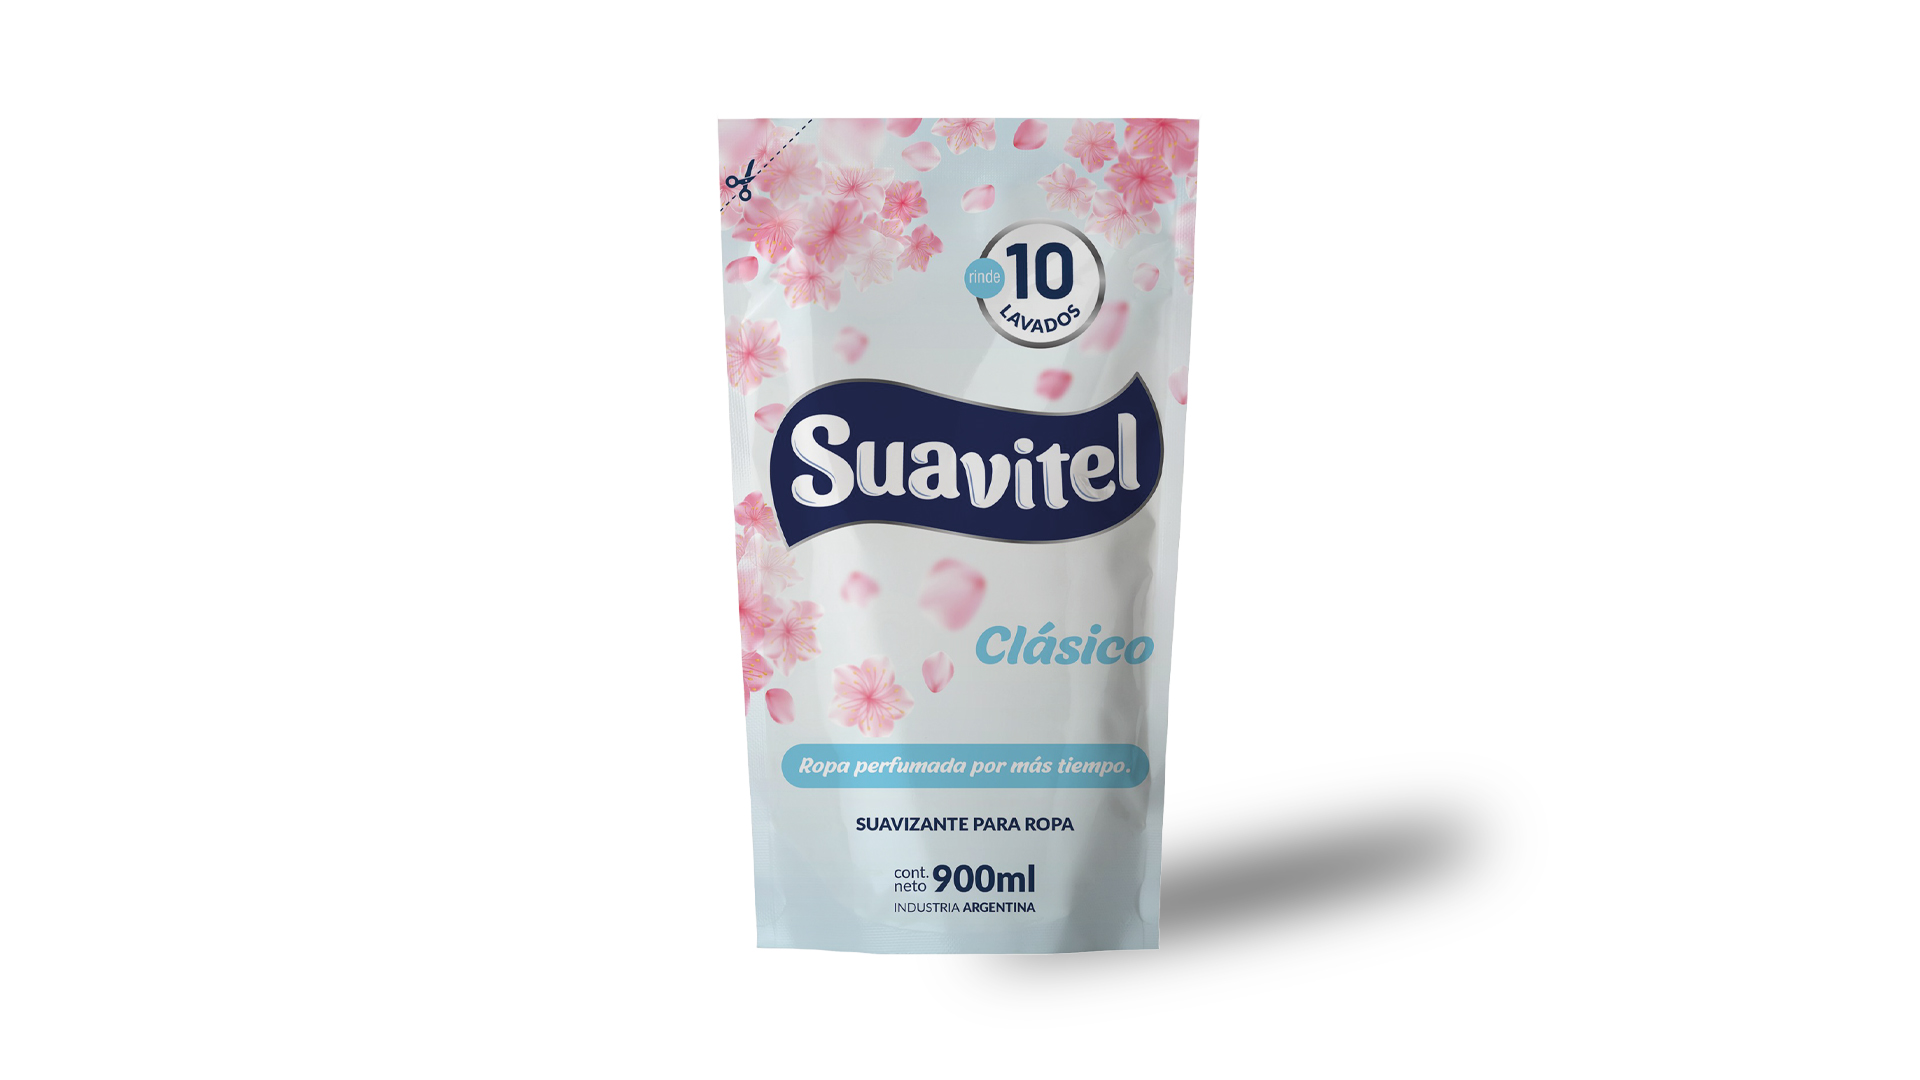 rinde
10
LAVADOS
Suavitel
Clásico
Ropa perfumada por más tiempo.
SUAVIZANTE PARA ROPA
cont. neto 900ml
INDUSTRIA ARGENTINA